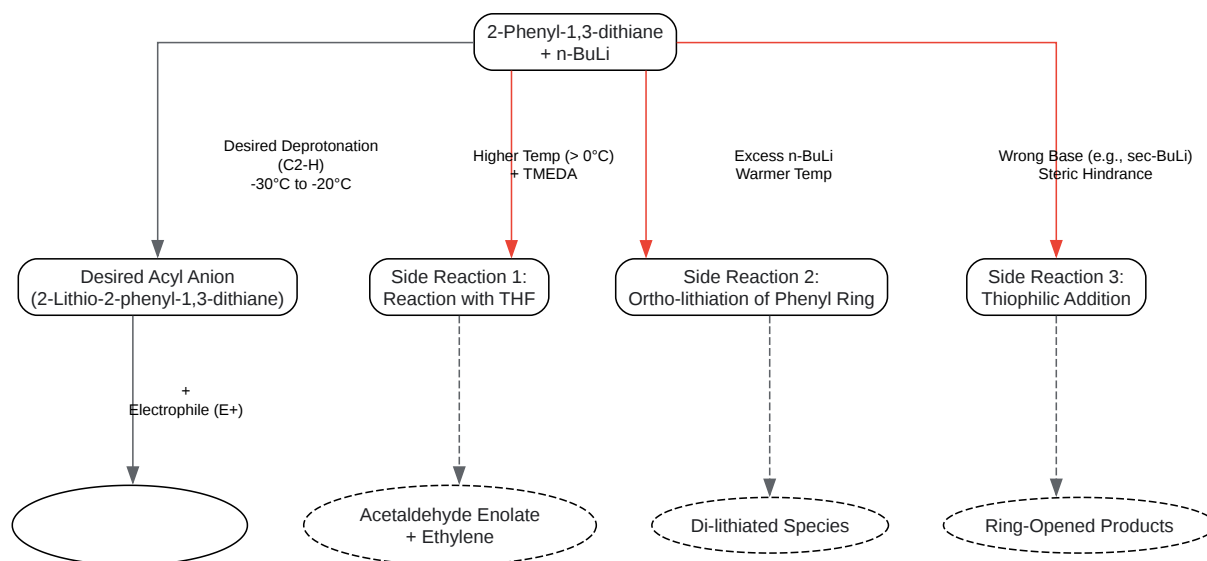 2-Phenyl-1,3-dithiane
+ n-BuLi
Desired Deprotonation
(C2-H)
-30°C to -20°C
Higher Temp (> 0°C)
+ TMEDA
Excess n-BuLi
Warmer Temp
Wrong Base (e.g., sec-BuLi)
Steric Hindrance
Desired Acyl Anion
(2-Lithio-2-phenyl-1,3-dithiane)
Side Reaction 1:
Reaction with THF
Side Reaction 2:
Ortho-lithiation of Phenyl Ring
Side Reaction 3:
Thiophilic Addition
+
Electrophile (E+)
Acetaldehyde Enolate
+ Ethylene
Di-lithiated Species
Ring-Opened Products